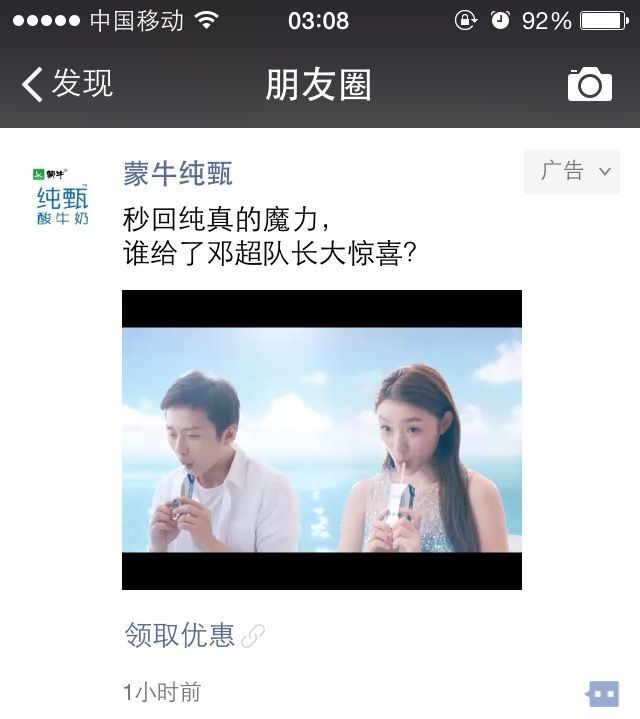 中国移动 03:08 92%
发现 朋友圈
蒙牛
纯甄
酸牛奶
蒙牛纯甄
广告
秒回纯真的魔力，
谁给了邓超队长大惊喜？
领取优惠
1小时前